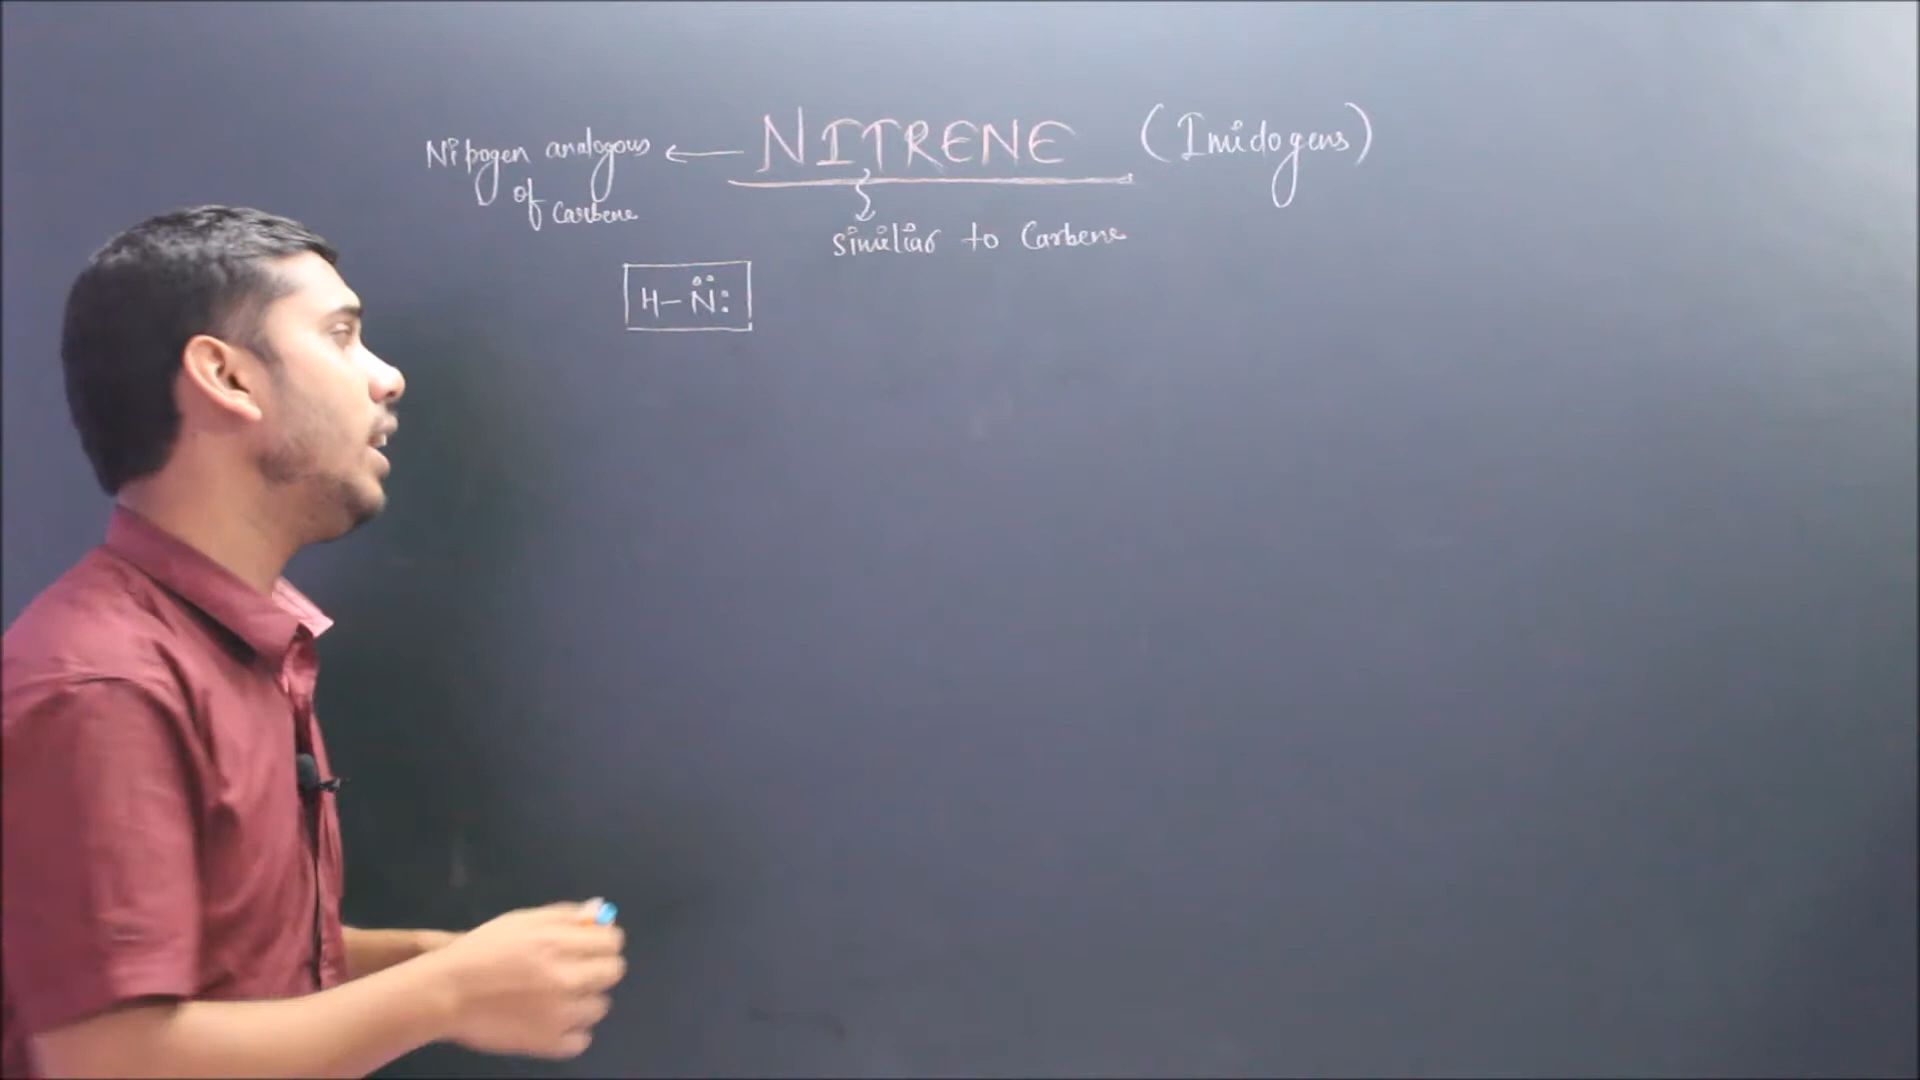 Nitrogen analogous ← NITRENE (Imidogens)
of Carbene
similar to Carbene
H–N̈: